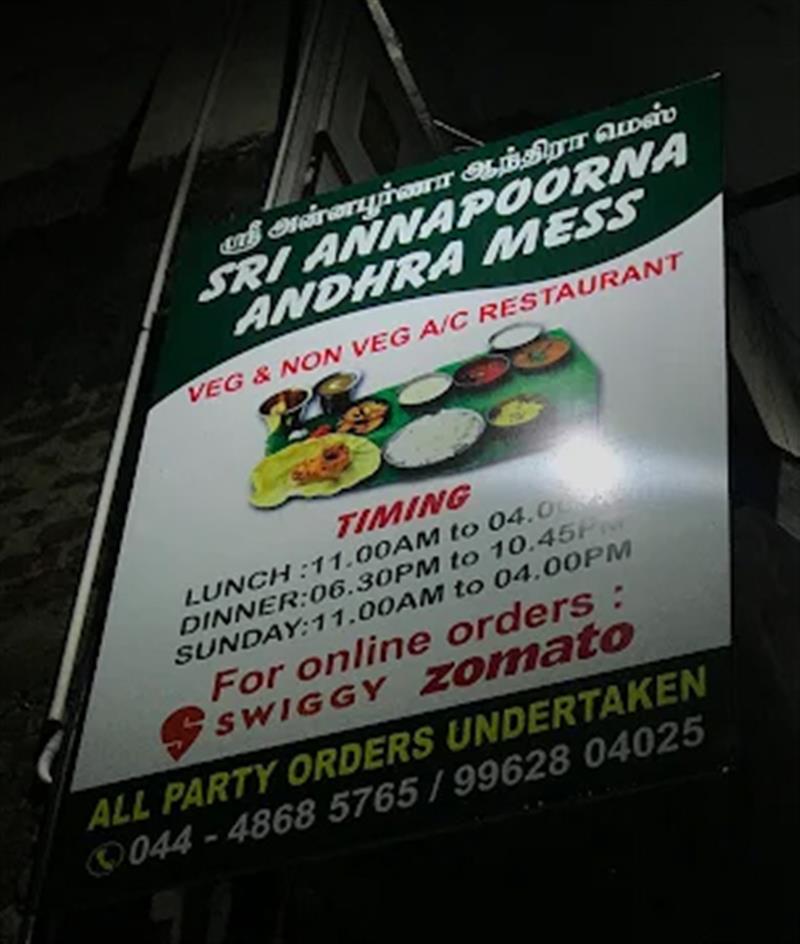 ஸ்ரீ அன்னபூர்ணா ஆந்திரா மெஸ்
SRI ANNAPOORNA
ANDHRA MESS
VEG & NON VEG A/C RESTAURANT
TIMING
LUNCH :11.00AM to 04.00
DINNER:06.30PM to 10.45PM
SUNDAY:11.00AM to 04.00PM
For online orders :
SWIGGY zomato
ALL PARTY ORDERS UNDERTAKEN
044 - 4868 5765 / 99628 04025